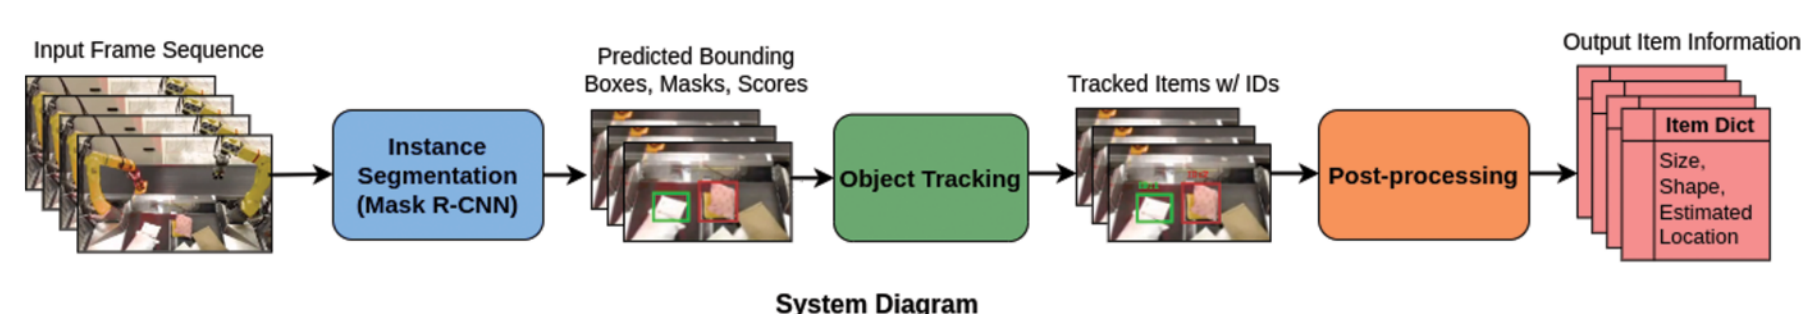 Input Frame Sequence
Instance
Segmentation
(Mask R-CNN)
Predicted Bounding
Boxes, Masks, Scores
Object Tracking
Tracked Items w/ IDs
Post-processing
Output Item Information
Item Dict
Size,
Shape,
Estimated
Location
System Diagram